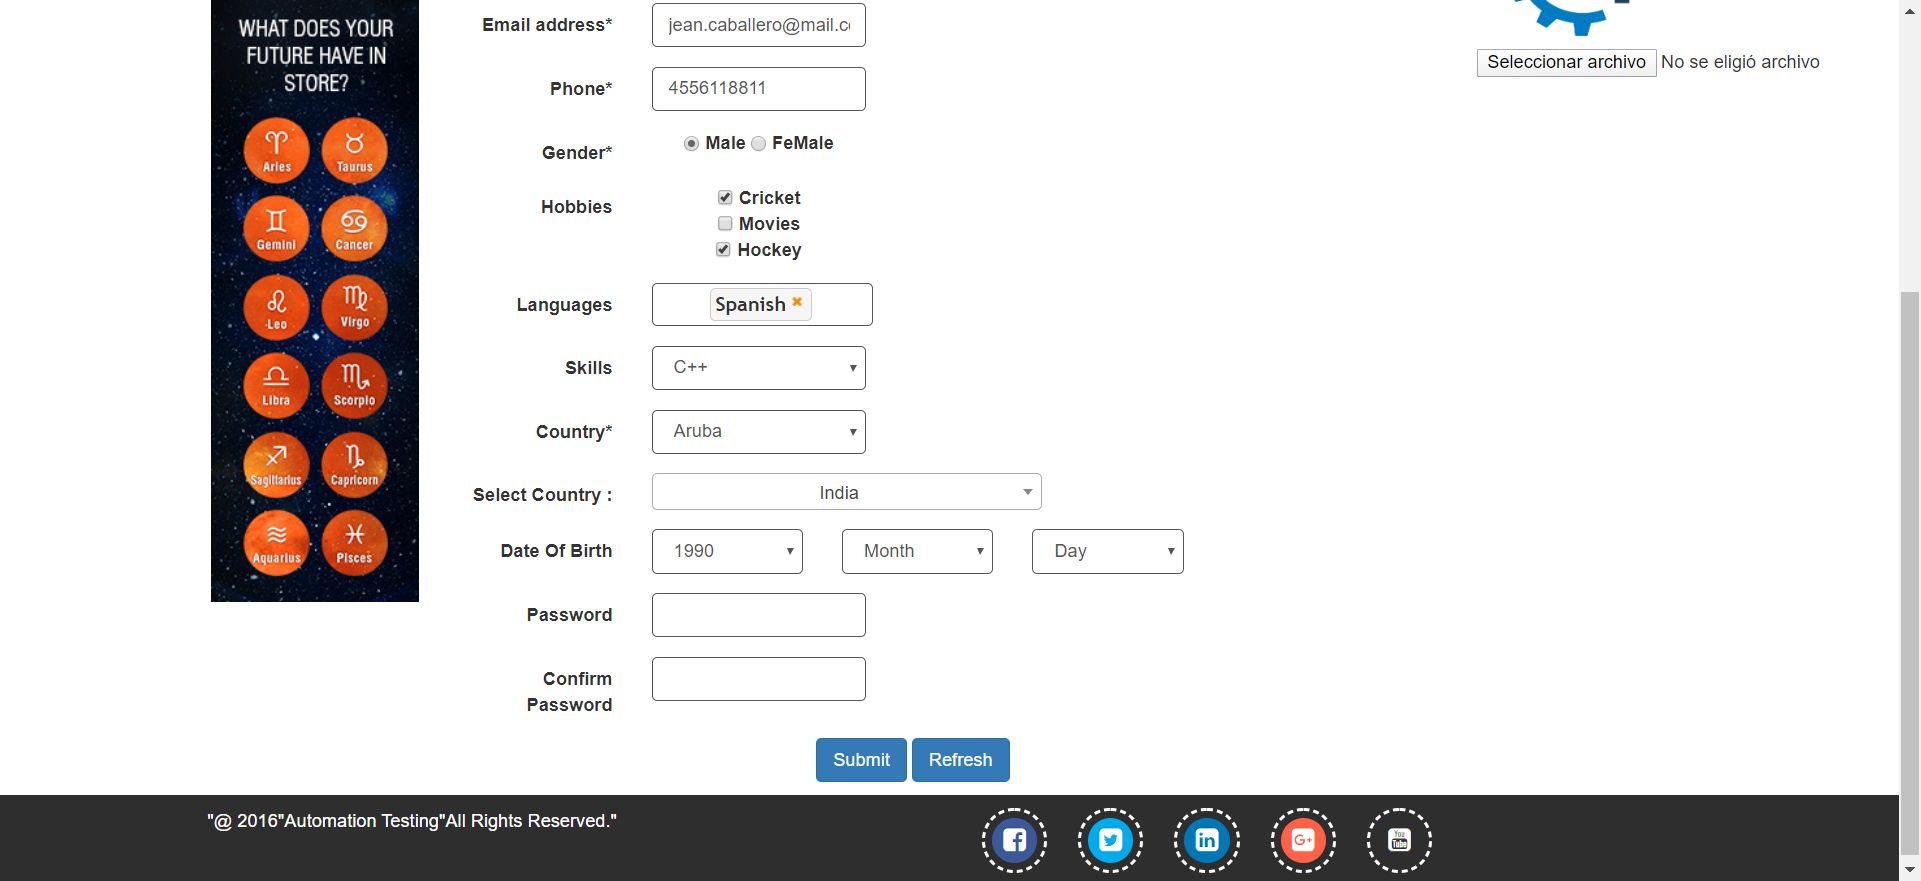 WHAT DOES YOUR
FUTURE HAVE IN
STORE?
Aries
Taurus
Gemini
Cancer
Leo
Virgo
Libra
Scorpio
Sagittarius
Capricorn
Aquarius
Pisces
Email address*
jean.caballero@mail.c
Phone*
4556118811
Gender*
Male
FeMale
Hobbies
Cricket
Movies
Hockey
Languages
Spanish
Skills
C++
Country*
Aruba
Select Country :
India
Date Of Birth
1990
Month
Day
Password
Confirm
Password
Submit
Refresh
Seleccionar archivo No se eligió archivo
"@ 2016"Automation Testing"All Rights Reserved."
in
G+
You
Tube